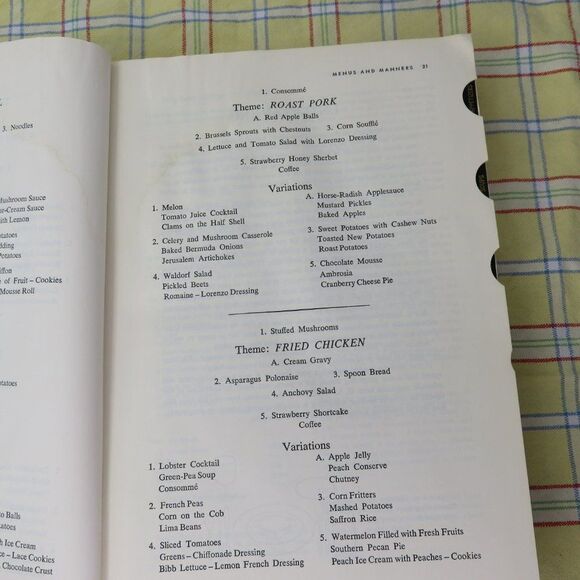 3. Noodles
Mushroom Sauce
Ice-Cream Sauce
with Lemon
Potatoes
Potatoes
of Fruit – Cookies
Mousse Roll
Potatoes
Balls
Potatoes
Ice Cream
– Lace Cookies
Chocolate Crust
MENUS AND MANNERS 21
1. Consommé
Theme: ROAST PORK
A. Red Apple Balls
2. Brussels Sprouts with Chestnuts 3. Corn Soufflé
4. Lettuce and Tomato Salad with Lorenzo Dressing
5. Strawberry Honey Sherbet
Coffee
Variations
1. Melon
Tomato Juice Cocktail
Clams on the Half Shell
2. Celery and Mushroom Casserole
Baked Bermuda Onions
Jerusalem Artichokes
4. Waldorf Salad
Pickled Beets
Romaine – Lorenzo Dressing
A. Horse-Radish Applesauce
Mustard Pickles
Baked Apples
3. Sweet Potatoes with Cashew Nuts
Toasted New Potatoes
Roast Potatoes
5. Chocolate Mousse
Ambrosia
Cranberry Cheese Pie
1. Stuffed Mushrooms
Theme: FRIED CHICKEN
A. Cream Gravy
2. Asparagus Polonaise 3. Spoon Bread
4. Anchovy Salad
5. Strawberry Shortcake
Coffee
Variations
1. Lobster Cocktail
Green-Pea Soup
Consommé
2. French Peas
Corn on the Cob
Lima Beans
4. Sliced Tomatoes
Greens – Chiffonade Dressing
Bibb Lettuce – Lemon French Dressing
A. Apple Jelly
Peach Conserve
Chutney
3. Corn Fritters
Mashed Potatoes
Saffron Rice
5. Watermelon Filled with Fresh Fruits
Southern Pecan Pie
Peach Ice Cream with Peaches – Cookies